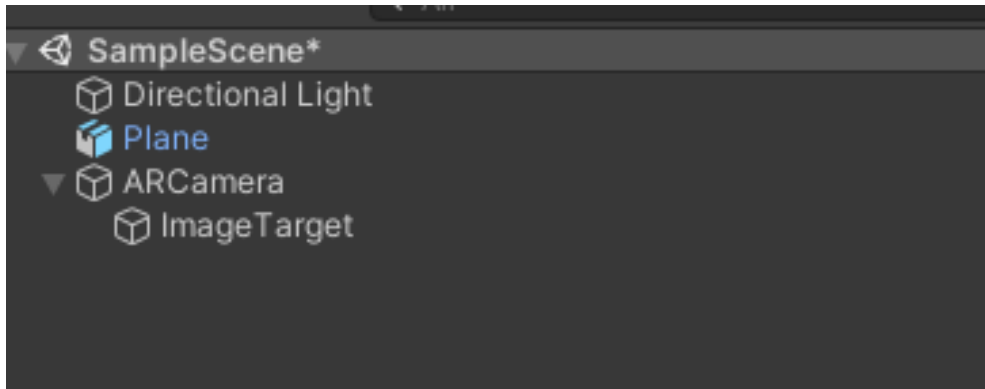 SampleScene*
Directional Light
Plane
ARCamera
ImageTarget